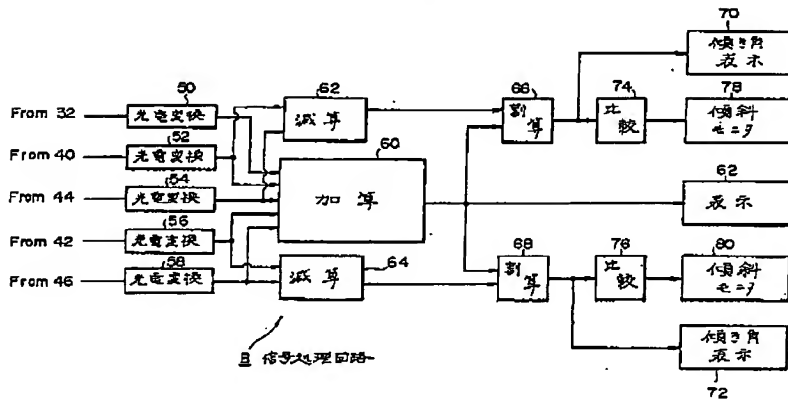 70
傾き角
表示
50
62
66
74
78
From 32
光電変換
減算
割算
比較
傾斜
モニタ
52
60
From 40
光電変換
54
62
From 44
光電変換
加算
表示
56
From 42
光電変換
68
76
80
58
64
From 46
光電変換
減算
割算
比較
傾斜
モニタ
B 信号処理回路
傾き角
表示
72